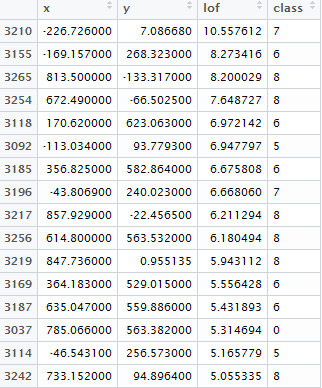 x y lof class
3210 -226.726000 7.086680 10.557612 7
3155 -169.157000 268.323000 8.273416 6
3265 813.500000 -133.317000 8.200029 8
3254 672.490000 -66.502500 7.648727 8
3118 170.620000 623.063000 6.972142 6
3092 -113.034000 93.779300 6.947797 5
3185 356.825000 582.864000 6.675808 6
3196 -43.806900 240.023000 6.668060 7
3217 857.929000 -22.456500 6.211294 8
3256 614.800000 563.532000 6.180494 8
3219 847.736000 0.955135 5.943112 8
3169 364.183000 529.015000 5.556428 6
3187 635.047000 559.886000 5.431893 6
3037 785.066000 563.382000 5.314694 0
3114 -46.543100 256.573000 5.165779 5
3242 733.152000 94.896400 5.055335 8